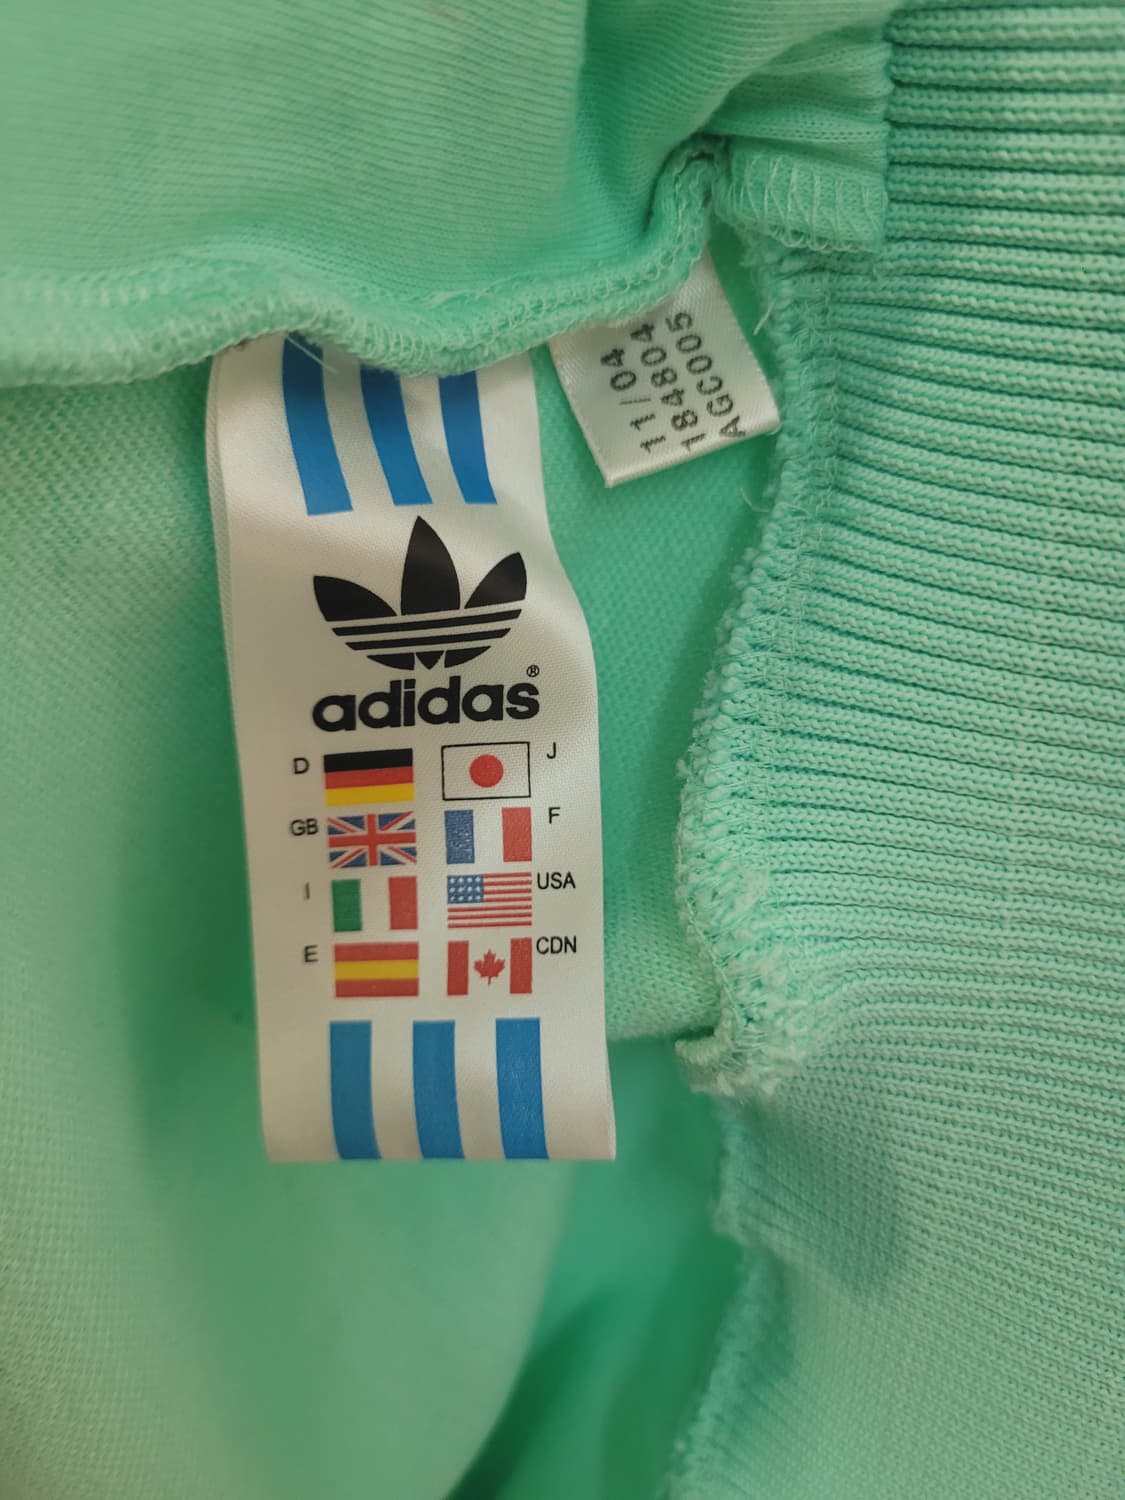 11/04
184804
AGC005
adidas®
D
J
GB
F
I
USA
E
CDN